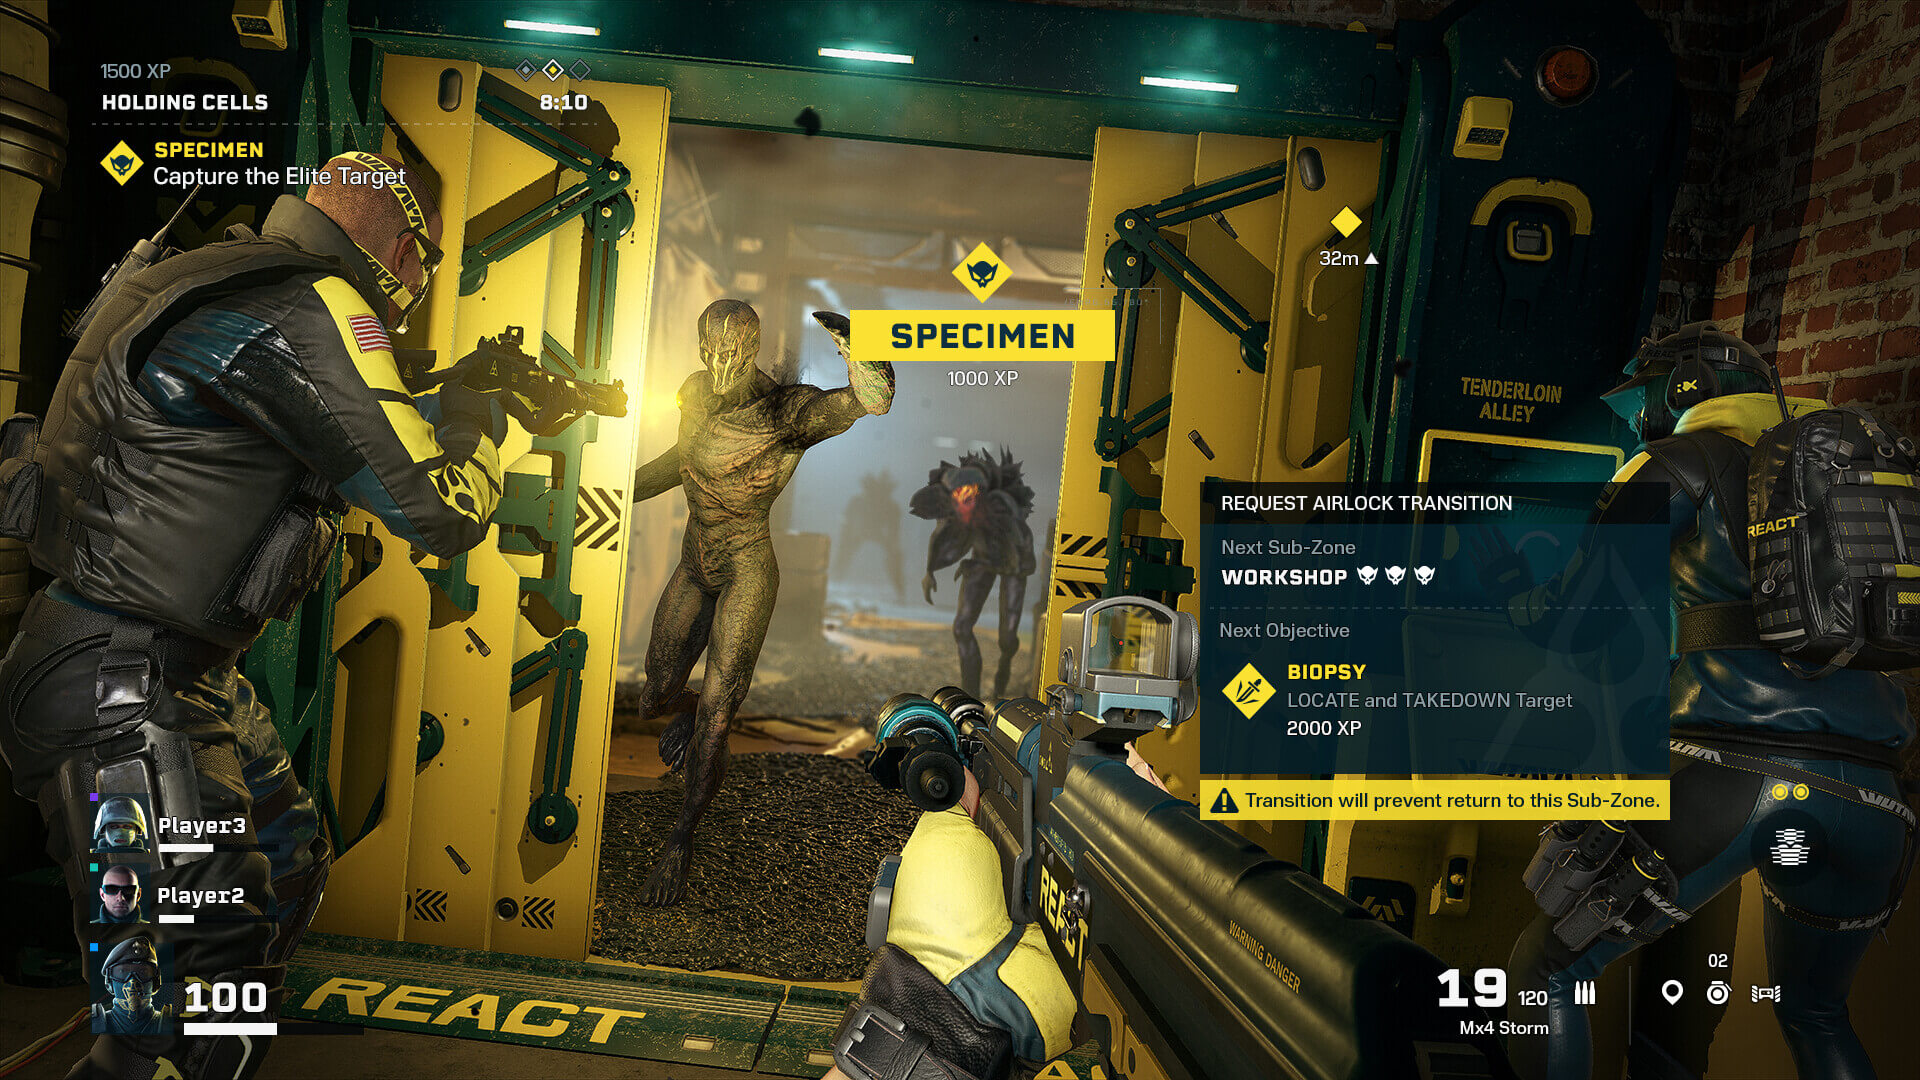 1500 XP
HOLDING CELLS
8:10
SPECIMEN
Capture the Elite Target
32m
SPECIMEN
1000 XP
TENDERLOIN
ALLEY
REQUEST AIRLOCK TRANSITION
Next Sub-Zone
WORKSHOP
Next Objective
BIOPSY
LOCATE and TAKEDOWN Target
2000 XP
Transition will prevent return to this Sub-Zone.
REACT
Player3
Player2
100
REACT
REACT
WARNING DANGER
19 120
Mx4 Storm
02